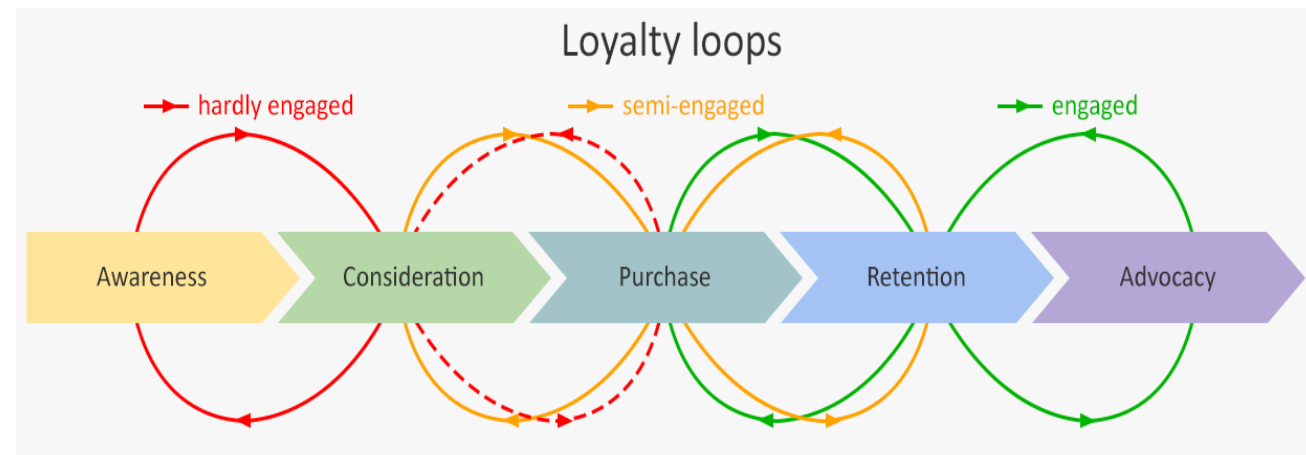 Loyalty loops
hardly engaged
semi-engaged
engaged
Awareness
Consideration
Purchase
Retention
Advocacy